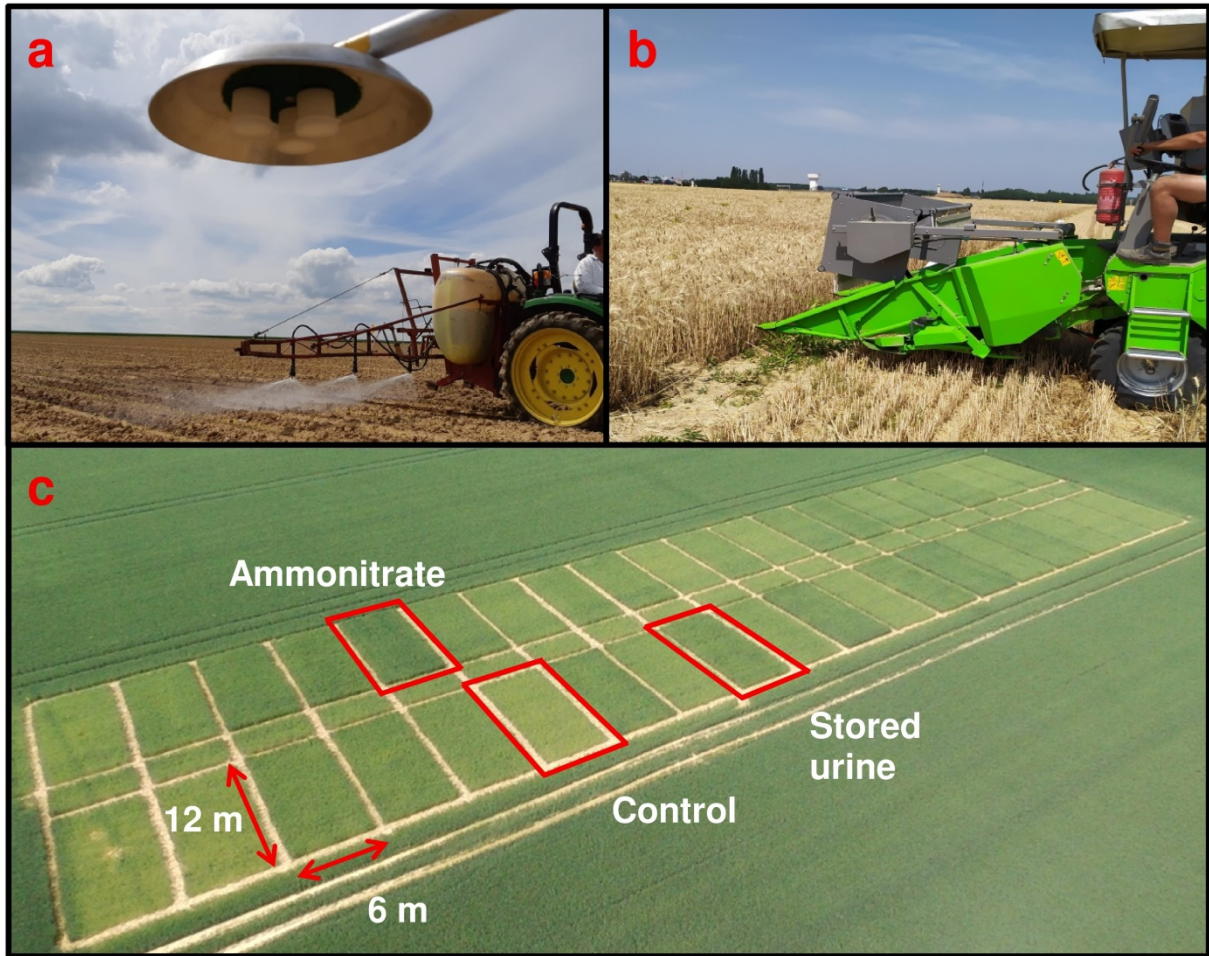 a
b
c
Ammonitrate
Stored
urine
Control
12 m
6 m